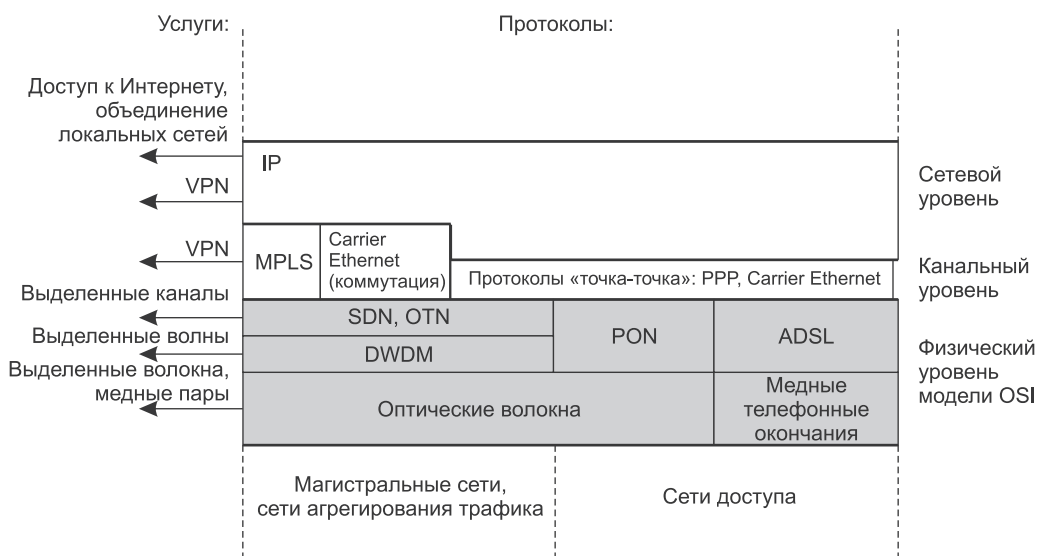 Услуги:
Протоколы:
Доступ к Интернету,
объединение
локальных сетей
IP
VPN
Сетевой
уровень
VPN
MPLS
Carrier
Ethernet
(коммутация)
Протоколы «точка-точка»: PPP, Carrier Ethernet
Канальный
уровень
Выделенные каналы
SDN, OTN
Выделенные волны
DWDM
PON
ADSL
Физический
уровень
модели OSI
Выделенные волокна,
медные пары
Оптические волокна
Медные
телефонные
окончания
Магистральные сети,
сети агрегирования трафика
Сети доступа